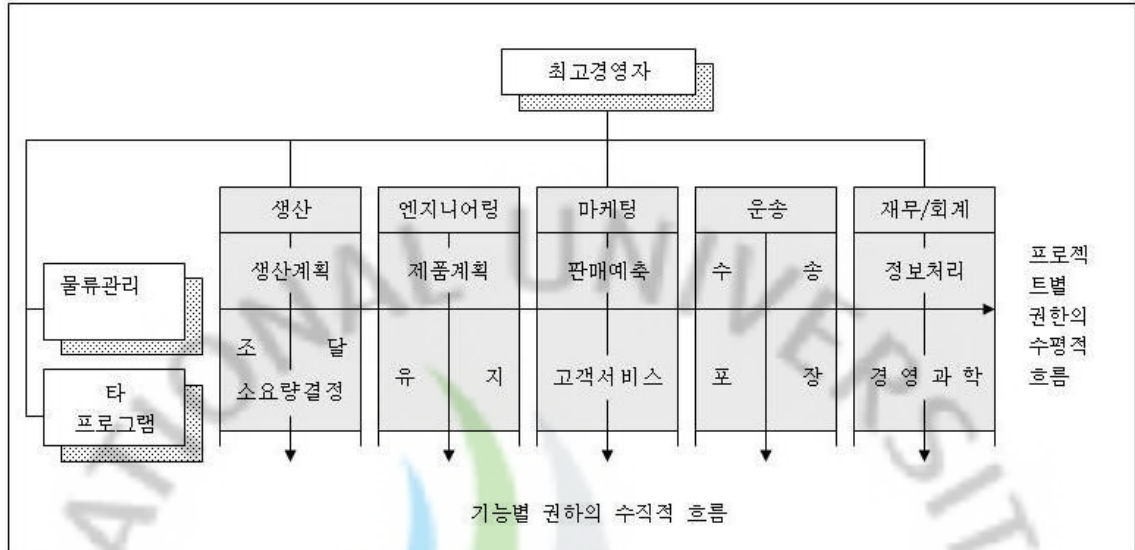 최고경영자
생산
엔지니어링
마케팅
운송
재무/회계
생산계획
제품계획
판매예측
수 송
정보처리
물류관리
조 달
소요량결정
유 지
고객서비스
포 장
경영과학
타
프로그램
프로젝
트별
권한의
수평적
흐름
기능별 권하의 수직적 흐름
ATIONAL UNIVERSIT